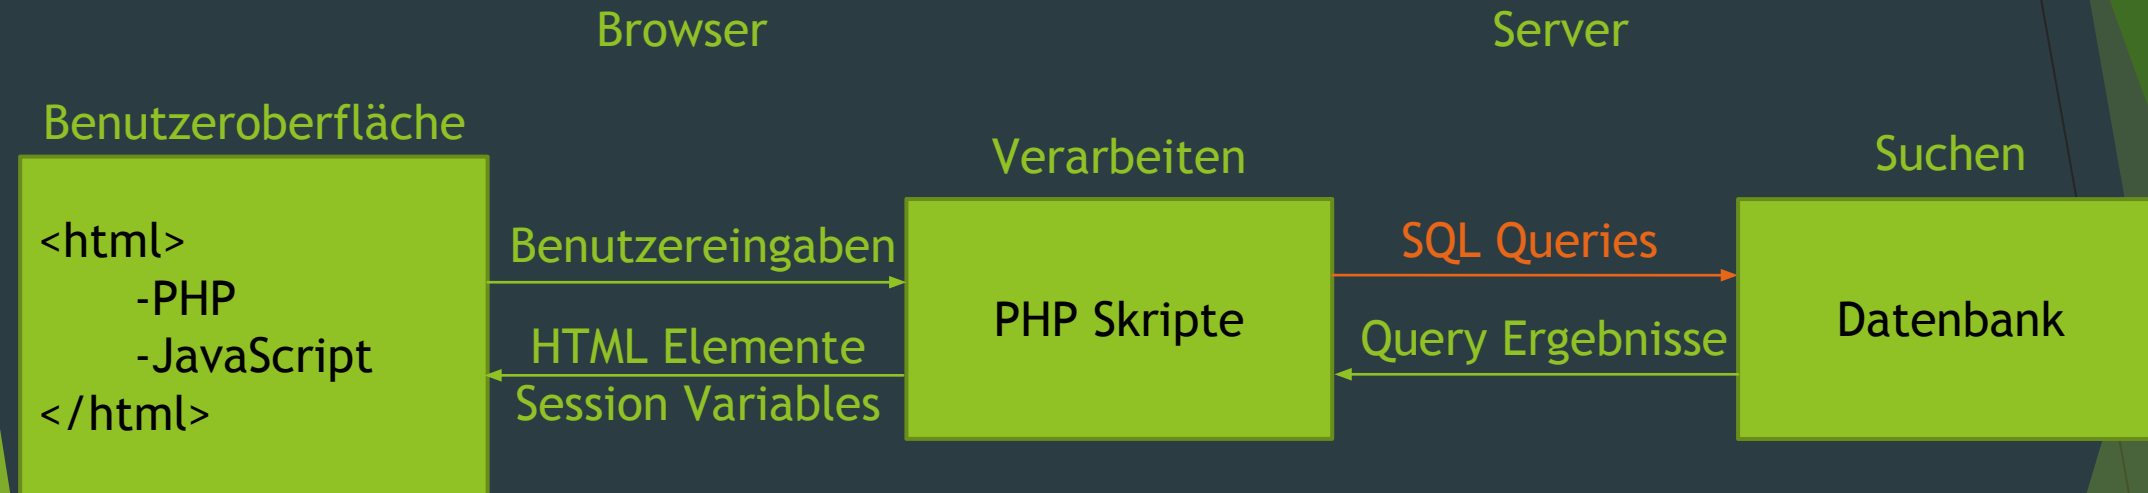 Browser
Server
Benutzeroberfläche
Verarbeiten
Suchen
<html>
-PHP
-JavaScript
</html>
Benutzereingaben
HTML Elemente
Session Variables
PHP Skripte
SQL Queries
Query Ergebnisse
Datenbank